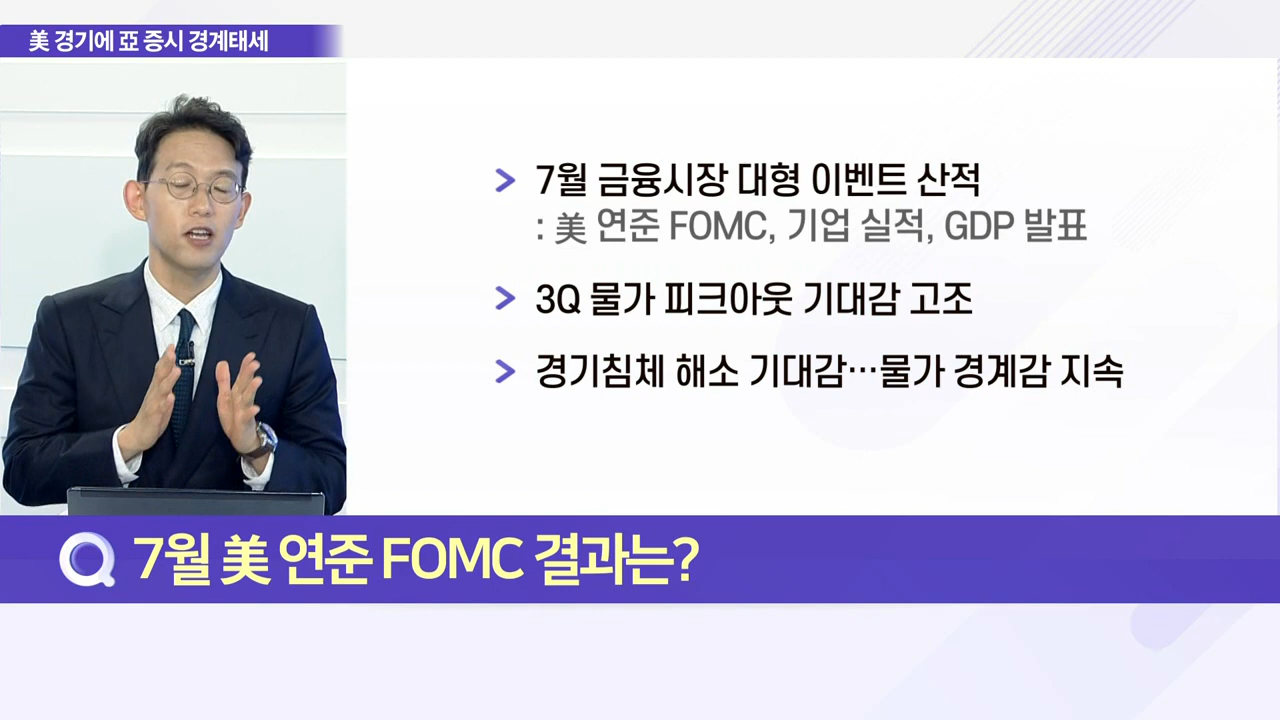 美 경기에 亞 증시 경계태세
> 7월 금융시장 대형 이벤트 산적
: 美 연준 FOMC, 기업 실적, GDP 발표
> 3Q 물가 피크아웃 기대감 고조
> 경기침체 해소 기대감…물가 경계감 지속
Q 7월 美 연준 FOMC 결과는?